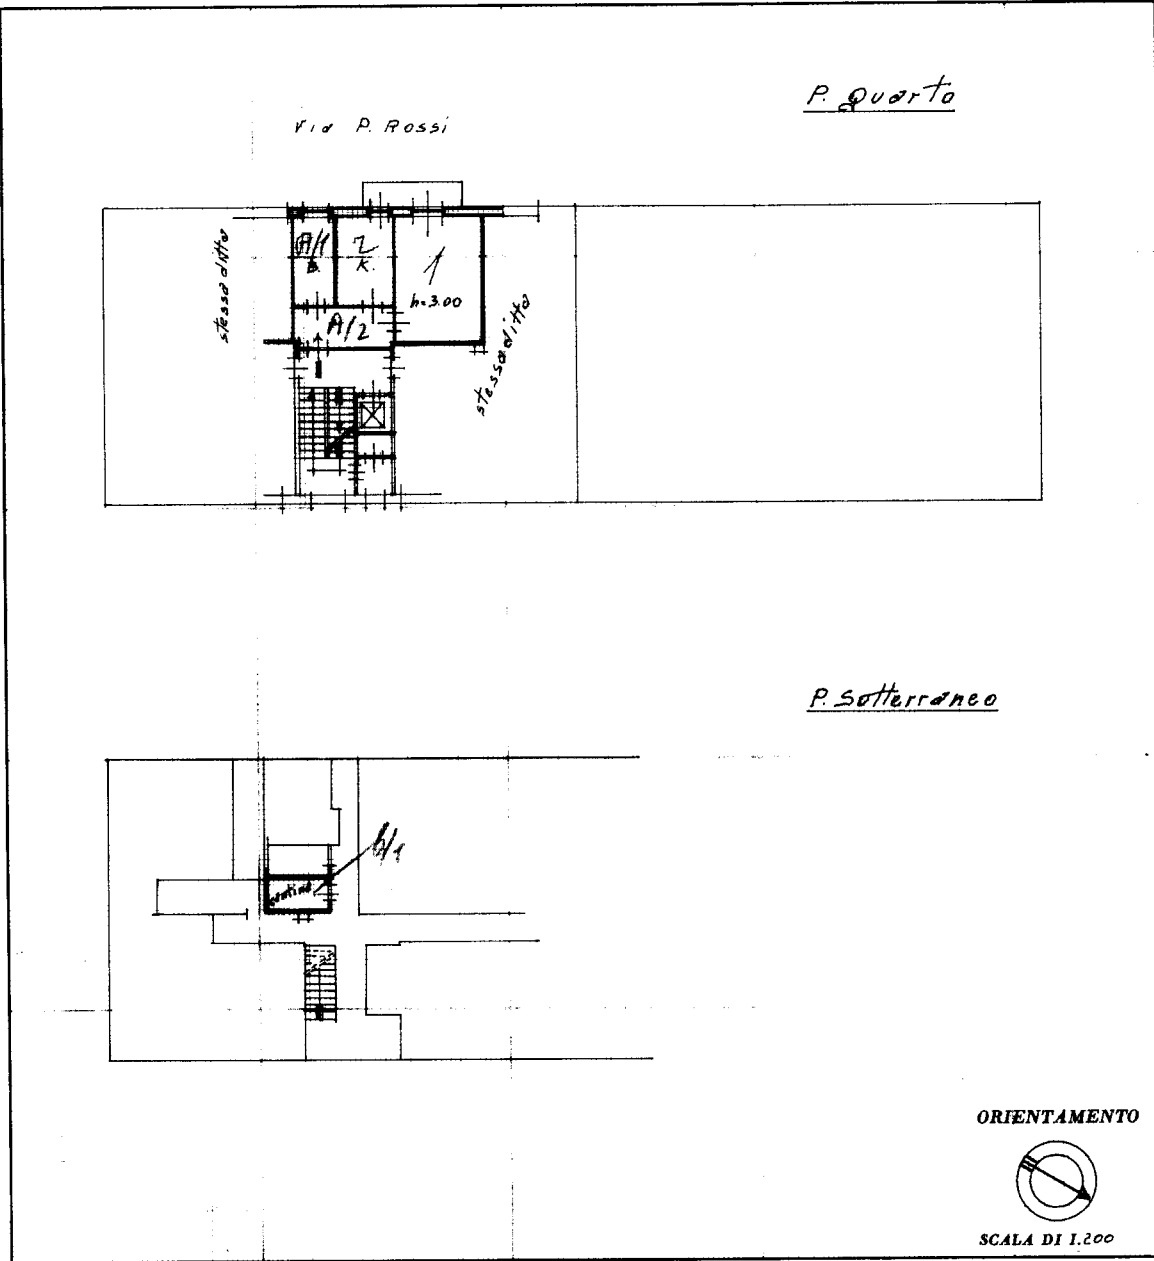 P. Quarto
Via P. Rossi
stessa ditta
A/1
B.
2
K.
1
h=3.00
A/2
stessa ditta
P. Sotterraneo
b/1
cantina
ORIENTAMENTO
SCALA DI 1.200